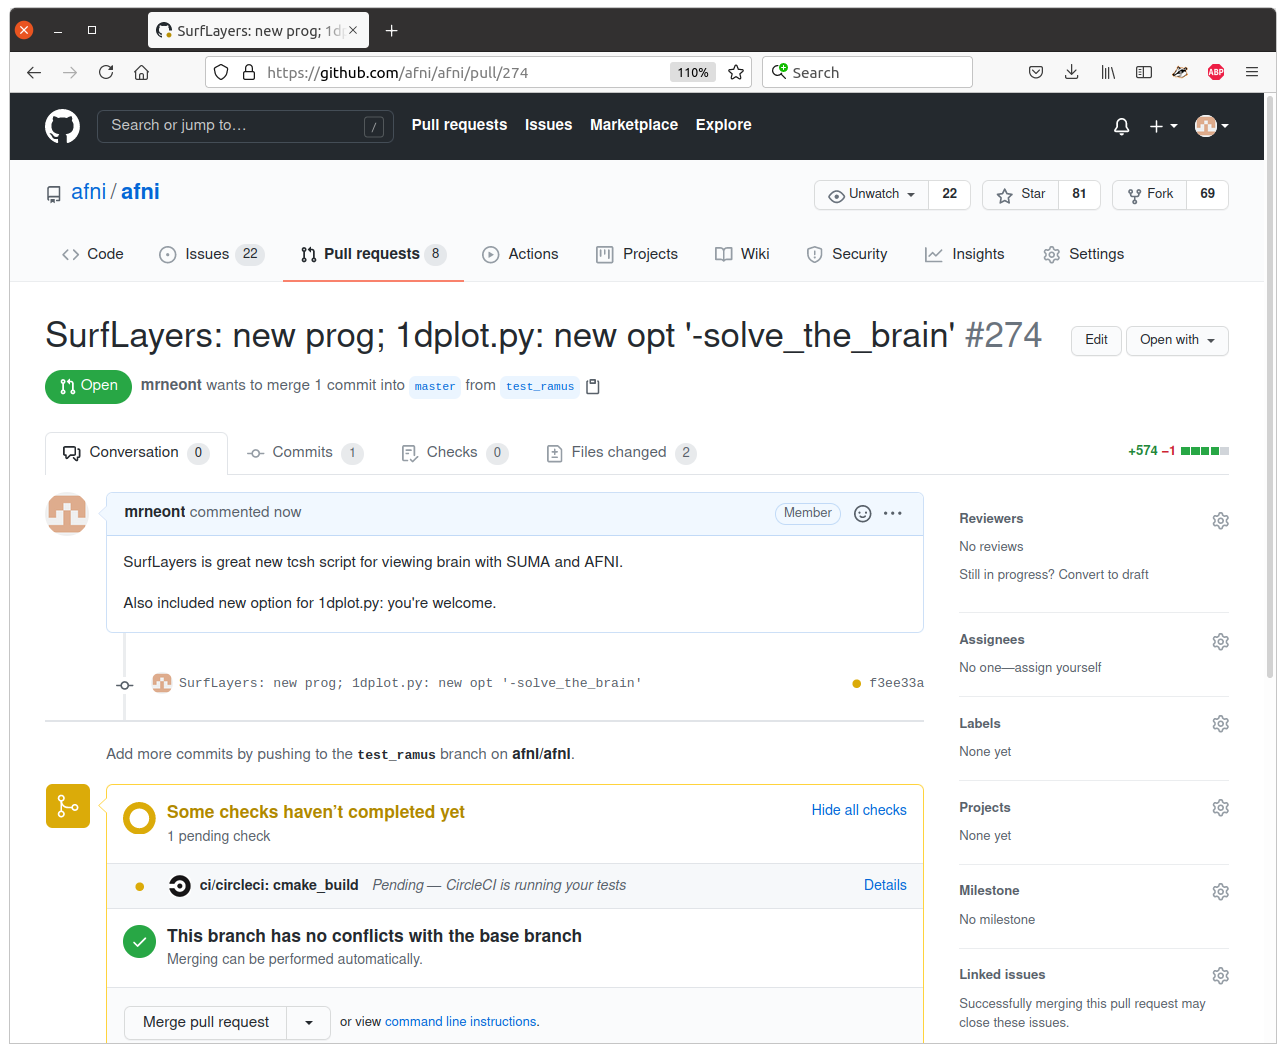 SurfLayers: new prog; 1dp
https://github.com/afni/afni/pull/274 110% Search ABP
Search or jump to… / Pull requests Issues Marketplace Explore
afni / afni
Unwatch 22 Star 81 Fork 69
Code Issues 22 Pull requests 8 Actions Projects Wiki Security Insights Settings
SurfLayers: new prog; 1dplot.py: new opt '-solve_the_brain' #274 Edit Open with
Open mrneont wants to merge 1 commit into master from test_ramus
Conversation 0 Commits 1 Checks 0 Files changed 2 +574 −1
mrneont commented now Member
SurfLayers is great new tcsh script for viewing brain with SUMA and AFNI.
Also included new option for 1dplot.py: you're welcome.
SurfLayers: new prog; 1dplot.py: new opt '-solve_the_brain' f3ee33a
Add more commits by pushing to the test_ramus branch on afni/afni.
Some checks haven't completed yet Hide all checks
1 pending check
ci/circleci: cmake_build Pending — CircleCI is running your tests Details
This branch has no conflicts with the base branch
Merging can be performed automatically.
Merge pull request or view command line instructions.
Reviewers
No reviews
Still in progress? Convert to draft
Assignees
No one—assign yourself
Labels
None yet
Projects
None yet
Milestone
No milestone
Linked issues
Successfully merging this pull request may
close these issues.